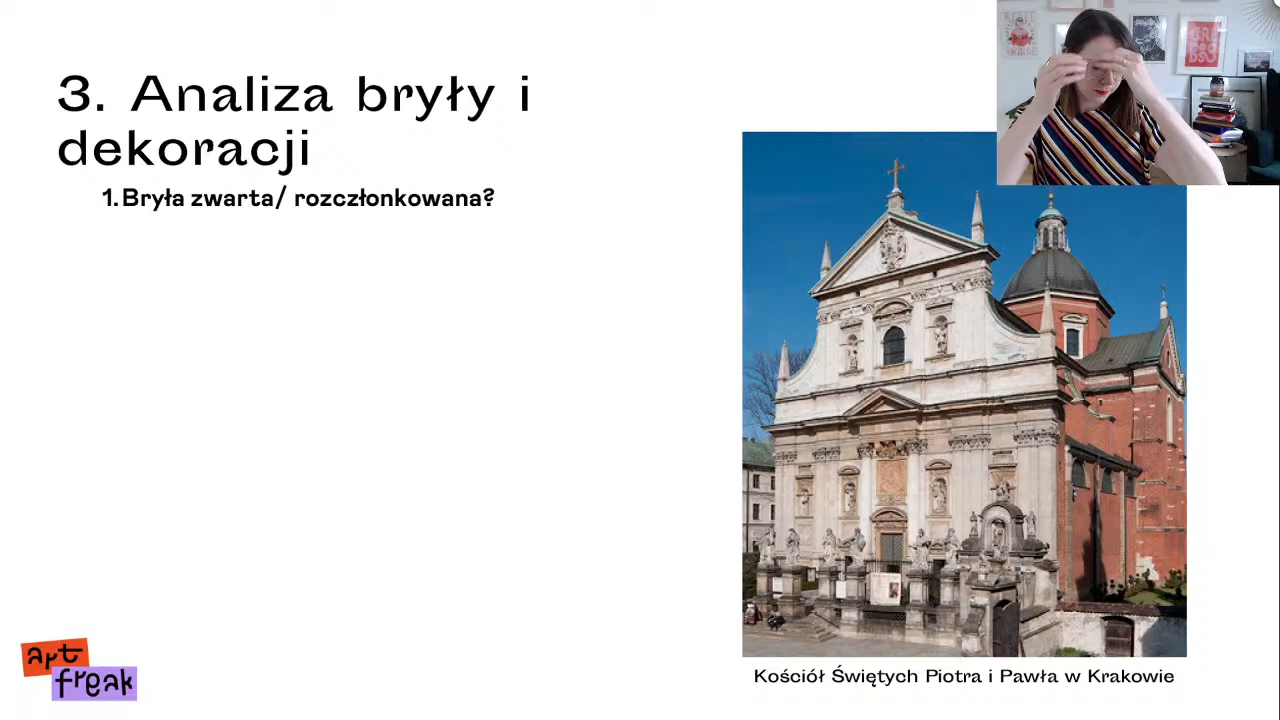 3. Analiza bryły i
dekoracji
1. Bryła zwarta/ rozczłonkowana?
art
freak
Kościół Świętych Piotra i Pawła w Krakowie